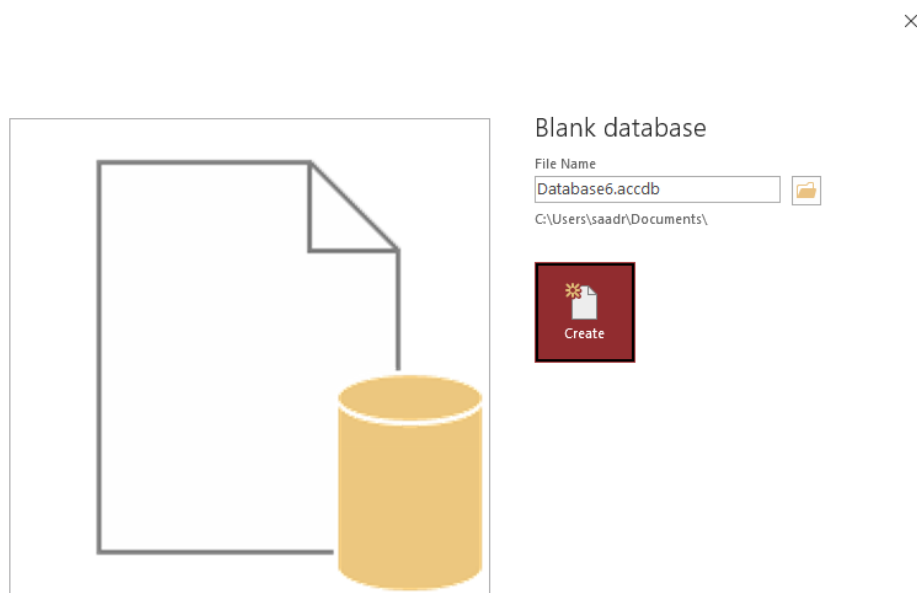 Blank database
File Name
Database6.accdb
C:\Users\saadr\Documents\
Create